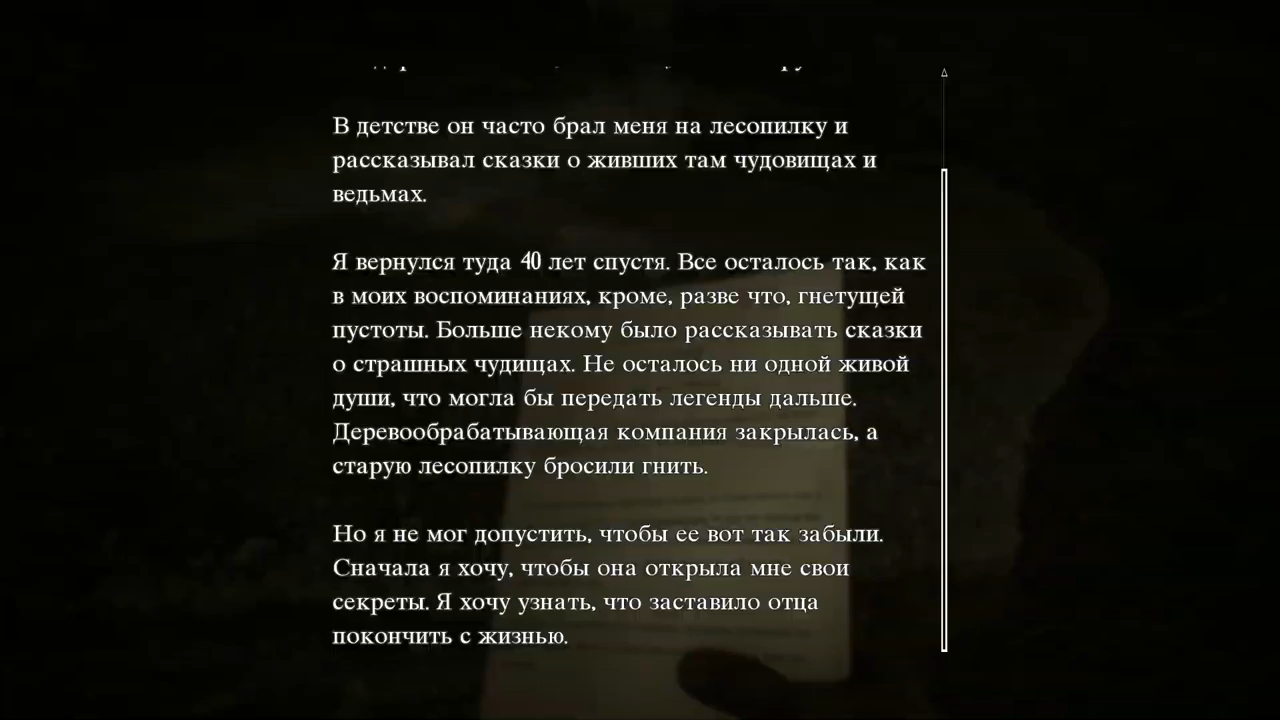 В детстве он часто брал меня на лесопилку и
рассказывал сказки о живших там чудовищах и
ведьмах.
Я вернулся туда 40 лет спустя. Все осталось так, как
в моих воспоминаниях, кроме, разве что, гнетущей
пустоты. Больше некому было рассказывать сказки
о страшных чудищах. Не осталось ни одной живой
души, что могла бы передать легенды дальше.
Деревообрабатывающая компания закрылась, а
старую лесопилку бросили гнить.
Но я не мог допустить, чтобы ее вот так забыли.
Сначала я хочу, чтобы она открыла мне свои
секреты. Я хочу узнать, что заставило отца
покончить с жизнью.